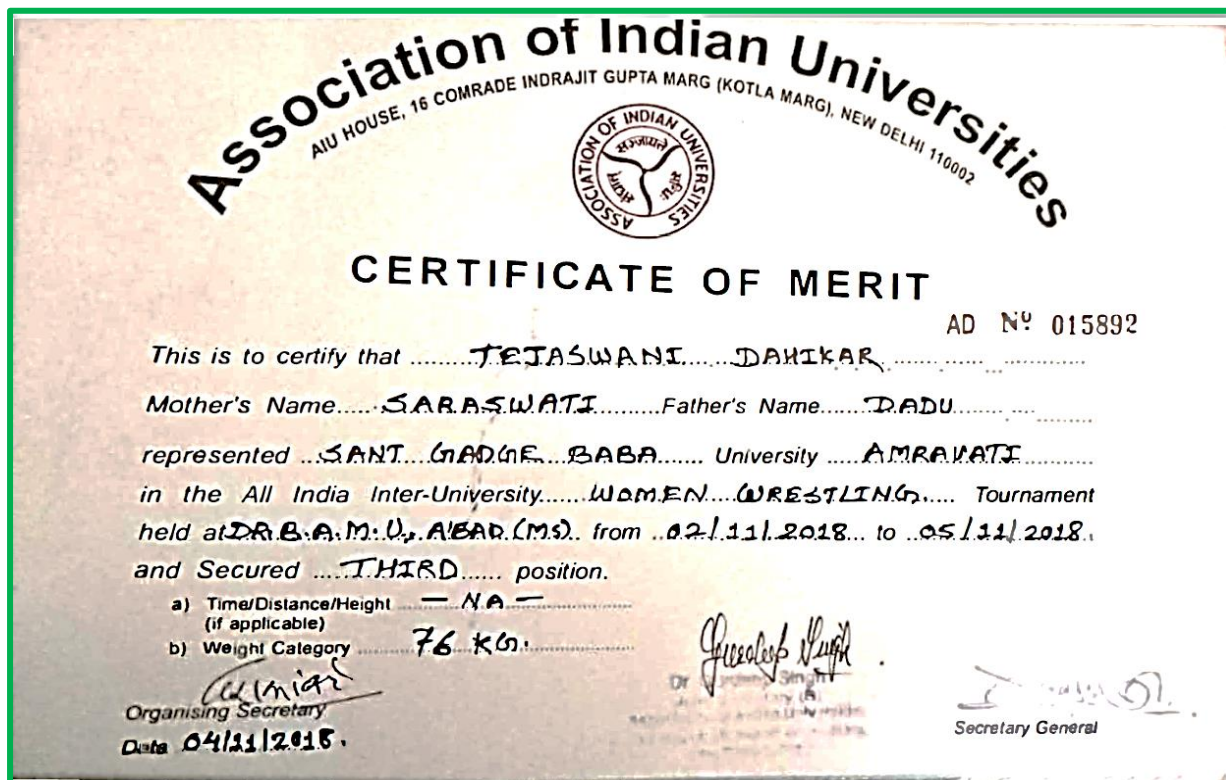 Association of Indian Universities
AIU HOUSE, 16 COMRADE INDRAJIT GUPTA MARG (KOTLA MARG), NEW DELHI 110002
ASSOCIATION OF INDIAN UNIVERSITIES
CERTIFICATE OF MERIT
AD Nº 015892
This is to certify that TEJASWANI DAHIKAR
Mother's Name SARASWATI Father's Name DADU
represented SANT GADGE BABA University AMRAVATI
in the All India Inter-University WOMEN WRESTLING Tournament
held at DR.B.A.M.U., A'BAD.(MS) from 02/11/2018 to 05/11/2018.
and Secured THIRD position.
a) Time/Distance/Height — NA —
(if applicable)
b) Weight Category 76 KG.
Gurdeep Singh
Dr Singh
Organising Secretary
Secretary General
Date 04/11/2018.